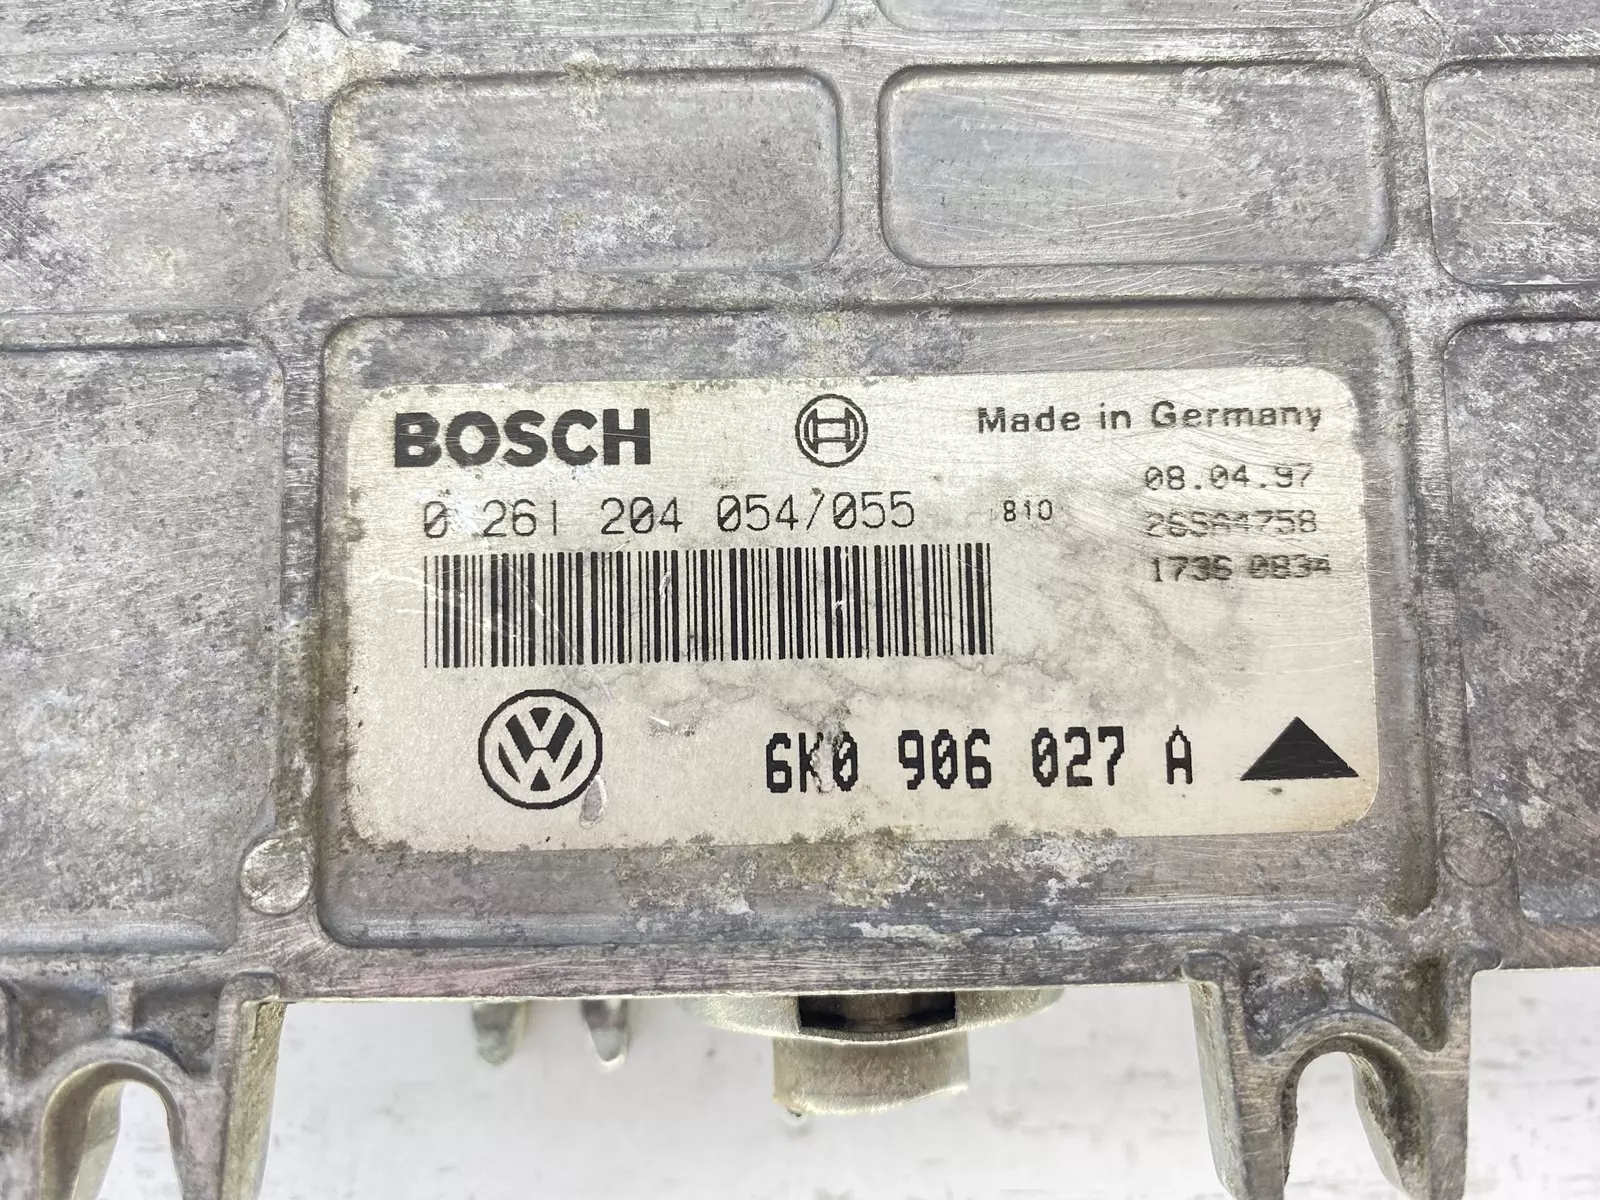 BOSCH
Made in Germany
08.04.97
0 261 204 054/055
810
26SA4758
1736 0834
6K0 906 027 A